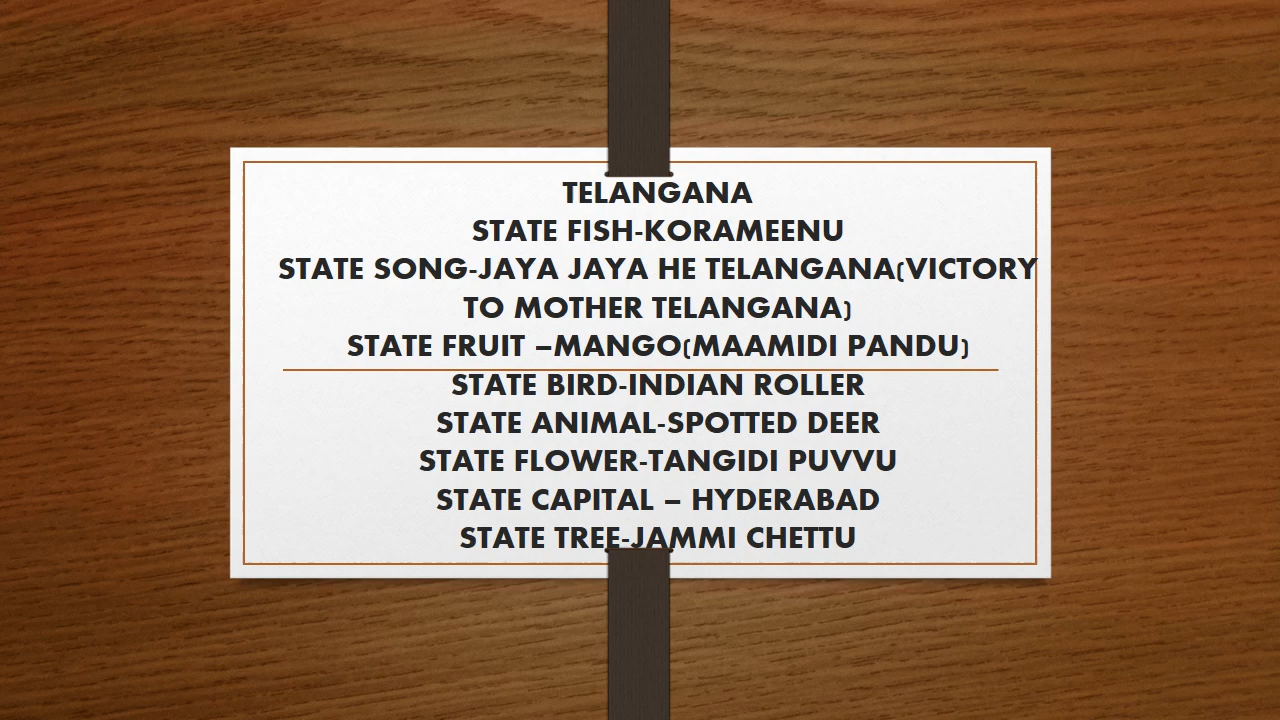 TELANGANA
STATE FISH-KORAMEENU
STATE SONG-JAYA JAYA HE TELANGANA(VICTORY
TO MOTHER TELANGANA)
STATE FRUIT –MANGO(MAAMIDI PANDU)
STATE BIRD-INDIAN ROLLER
STATE ANIMAL-SPOTTED DEER
STATE FLOWER-TANGIDI PUVVU
STATE CAPITAL – HYDERABAD
STATE TREE-JAMMI CHETTU